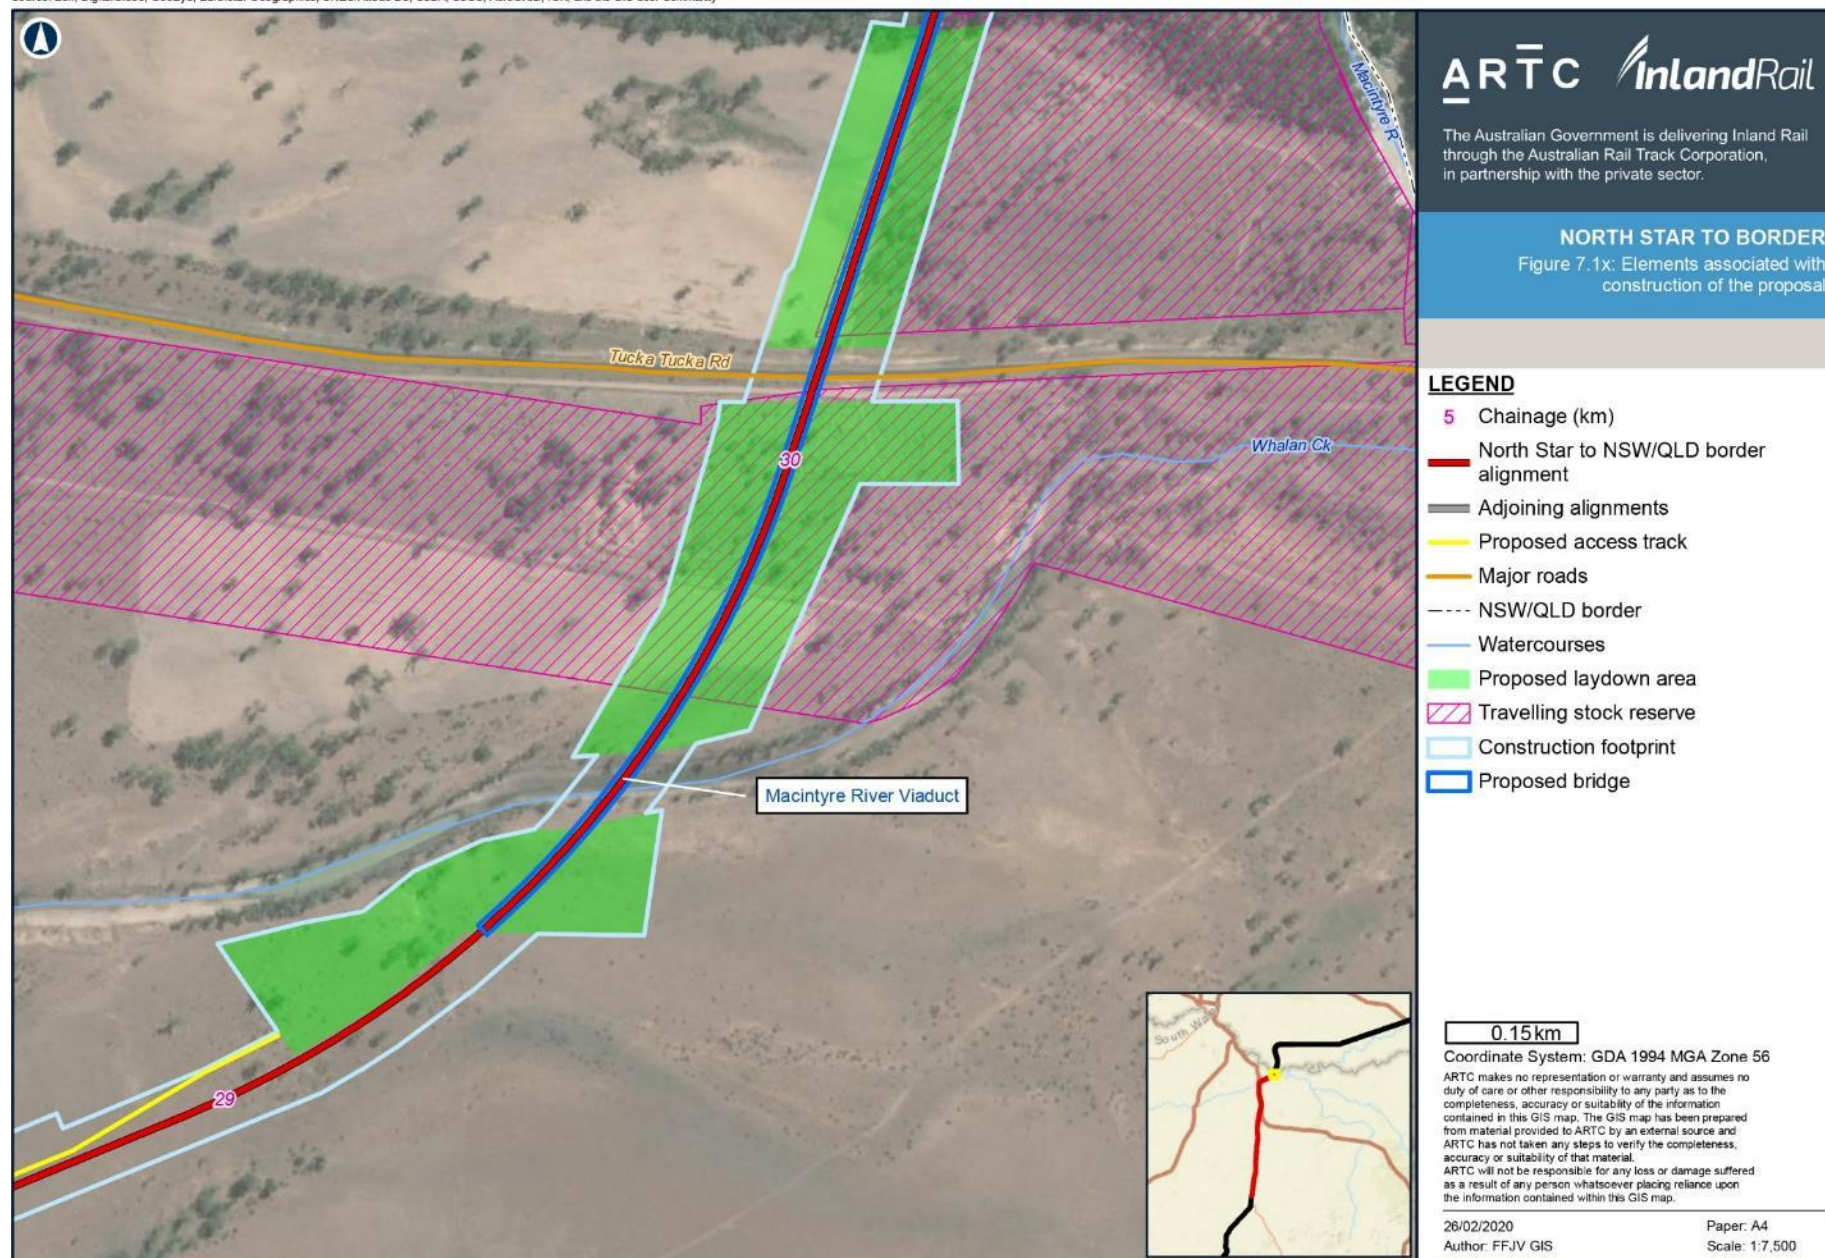 Macintyre R
Tucka Tucka Rd
Whalan Ck
30
Macintyre River Viaduct
29
ARTC InlandRail
The Australian Government is delivering Inland Rail
through the Australian Rail Track Corporation,
in partnership with the private sector.
NORTH STAR TO BORDER
Figure 7.1x: Elements associated with
construction of the proposal
LEGEND
5 Chainage (km)
North Star to NSW/QLD border
alignment
Adjoining alignments
Proposed access track
Major roads
NSW/QLD border
Watercourses
Proposed laydown area
Travelling stock reserve
Construction footprint
Proposed bridge
South Wale
0.15km
Coordinate System: GDA 1994 MGA Zone 56
ARTC makes no representation or warranty and assumes no
duty of care or other responsibility to any party as to the
completeness, accuracy or suitability of the information
contained in this GIS map. The GIS map has been prepared
from material provided to ARTC by an external source and
ARTC has not taken any steps to verify the completeness,
accuracy or suitability of that material.
ARTC will not be responsible for any loss or damage suffered
as a result of any person whatsoever placing reliance upon
the information contained within this GIS map.
26/02/2020 Paper: A4
Author: FFJV GIS Scale: 1:7,500